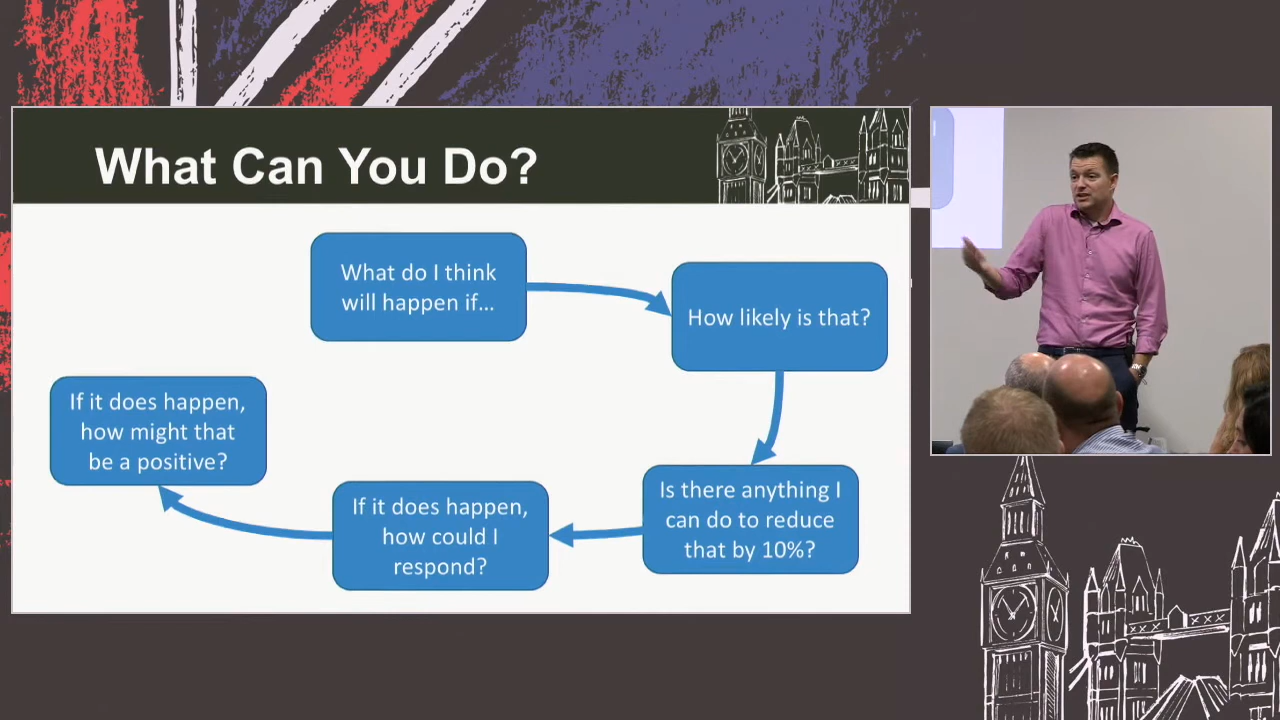 What Can You Do?
What do I think
will happen if...
How likely is that?
Is there anything I
can do to reduce
that by 10%?
If it does happen,
how could I
respond?
If it does happen,
how might that
be a positive?